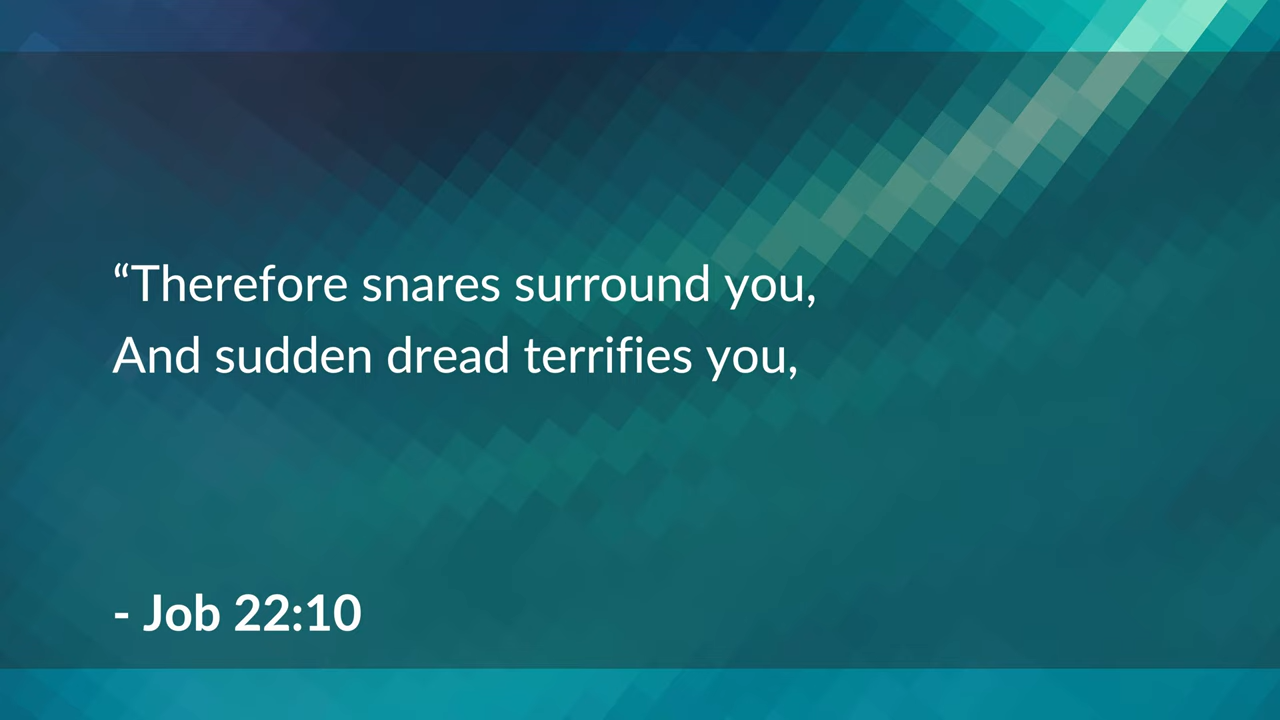 “Therefore snares surround you,
And sudden dread terrifies you,
- Job 22:10